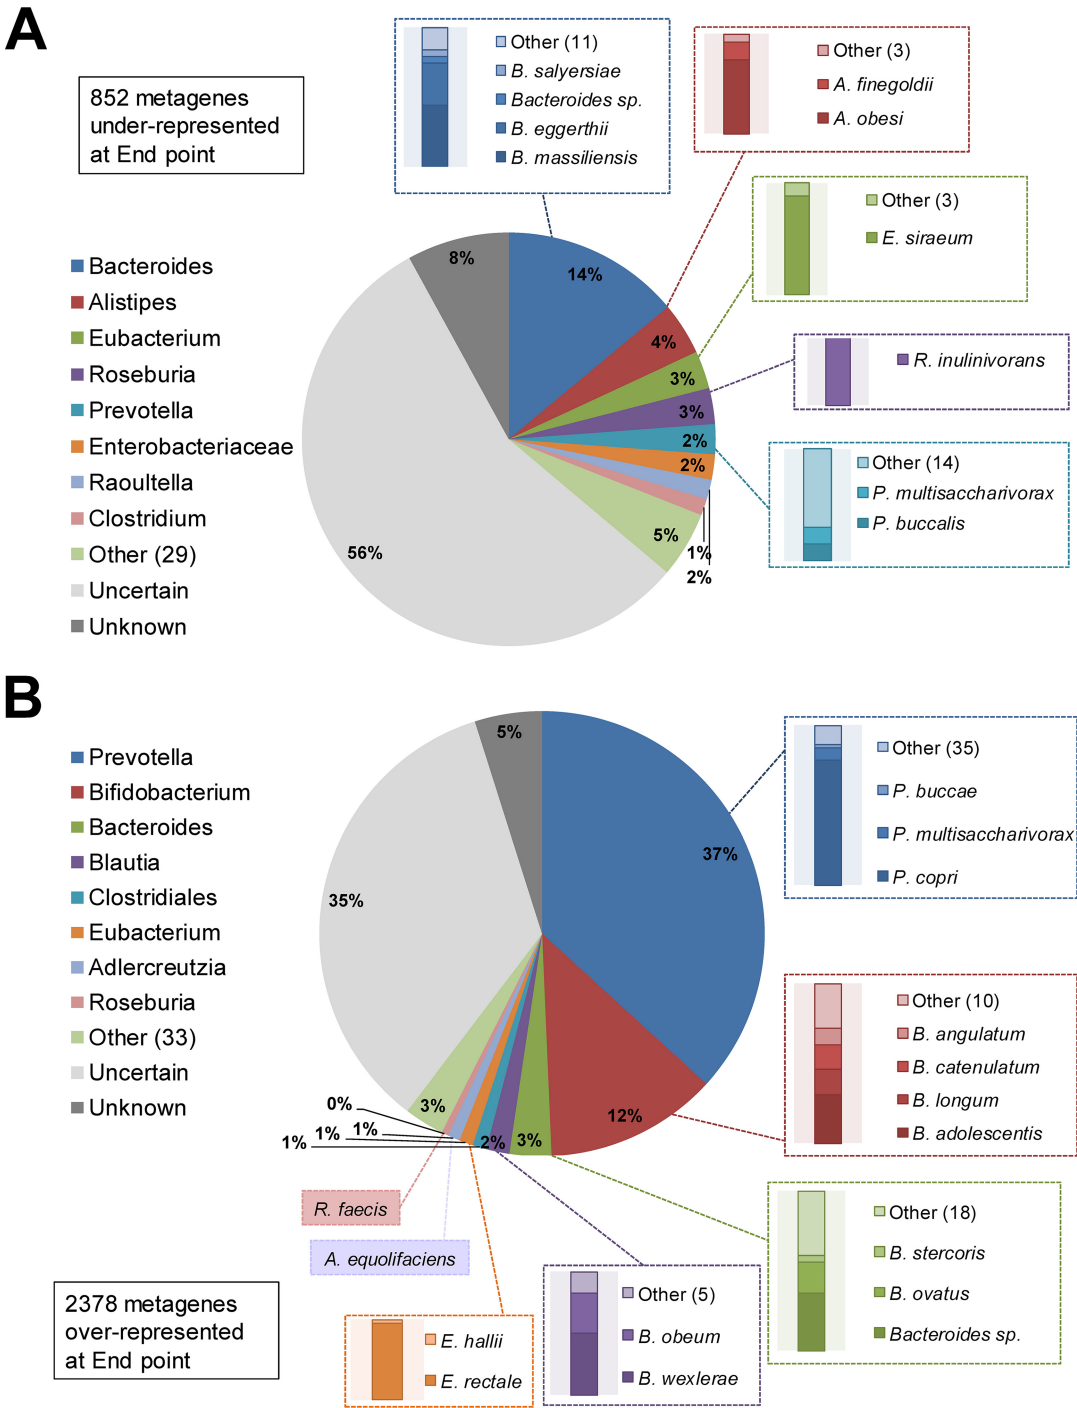 A
852 metagenes
under-represented
at End point
Other (11)
B. salyersiae
Bacteroides sp.
B. eggerthii
B. massiliensis
Other (3)
A. finegoldii
A. obesi
Other (3)
E. siraeum
R. inulinivorans
Other (14)
P. multisaccharivorax
P. buccalis
Bacteroides
Alistipes
Eubacterium
Roseburia
Prevotella
Enterobacteriaceae
Raoultella
Clostridium
Other (29)
Uncertain
Unknown
8%
14%
4%
3%
3%
2%
2%
5%
1%
2%
56%
B
Prevotella
Bifidobacterium
Bacteroides
Blautia
Clostridiales
Eubacterium
Adlercreutzia
Roseburia
Other (33)
Uncertain
Unknown
5%
37%
35%
12%
3%
2%
3%
0%
1%
1%
1%
Other (35)
P. buccae
P. multisaccharivorax
P. copri
Other (10)
B. angulatum
B. catenulatum
B. longum
B. adolescentis
Other (18)
B. stercoris
B. ovatus
Bacteroides sp.
R. faecis
A. equolifaciens
Other (5)
B. obeum
B. wexlerae
E. hallii
E. rectale
2378 metagenes
over-represented
at End point